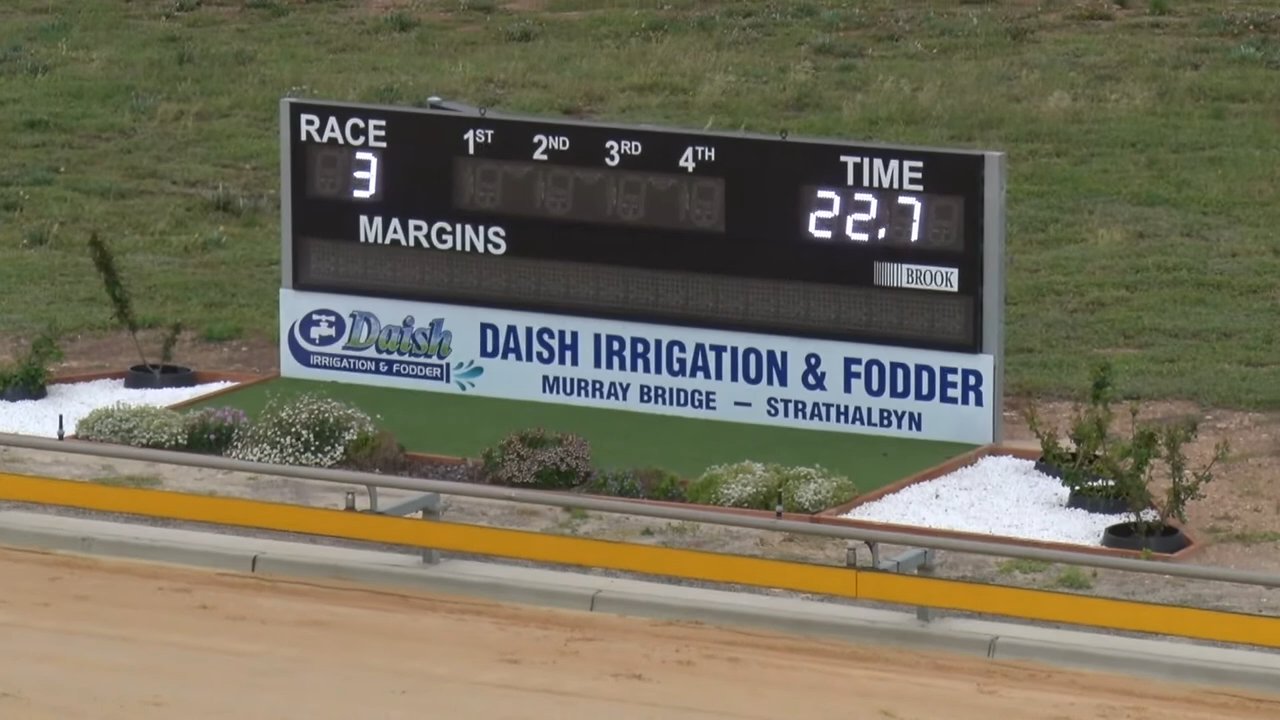 RACE 1ST 2ND 3RD 4TH TIME
3 22.7
MARGINS
BROOK
Daish
IRRIGATION & FODDER
DAISH IRRIGATION & FODDER
MURRAY BRIDGE — STRATHALBYN